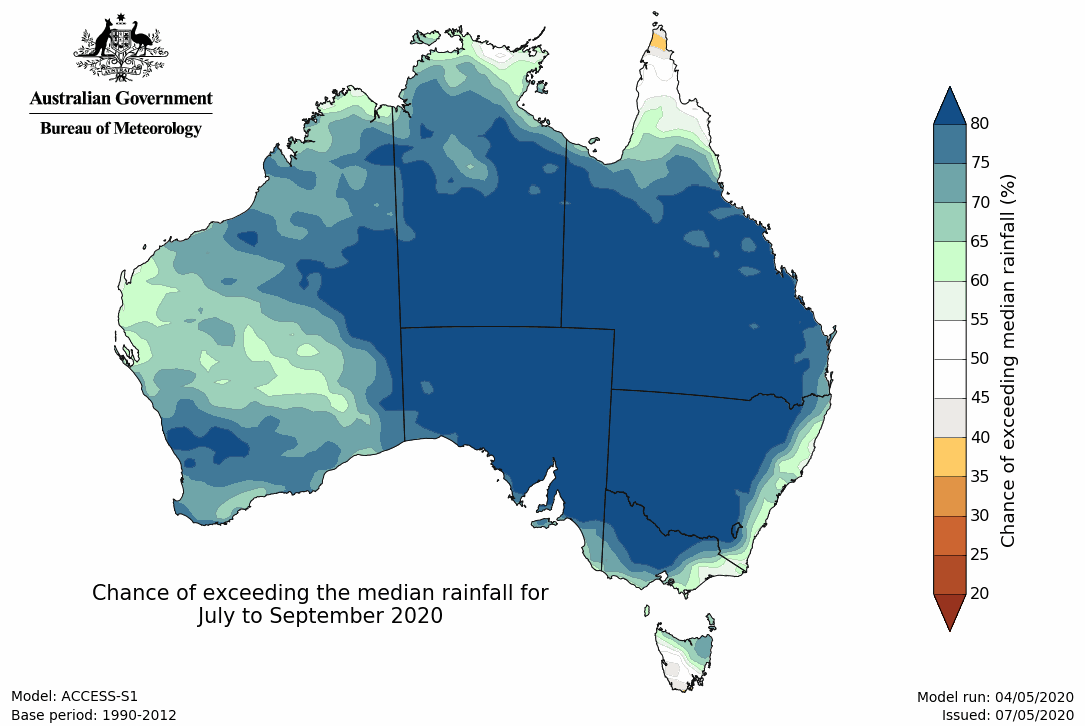 AUSTRALIA
Australian Government
Bureau of Meteorology
80
75
70
65
60
55
50
45
40
35
30
25
20
Chance of exceeding median rainfall (%)
Chance of exceeding the median rainfall for
July to September 2020
Model: ACCESS-S1
Base period: 1990-2012
Model run: 04/05/2020
Issued: 07/05/2020